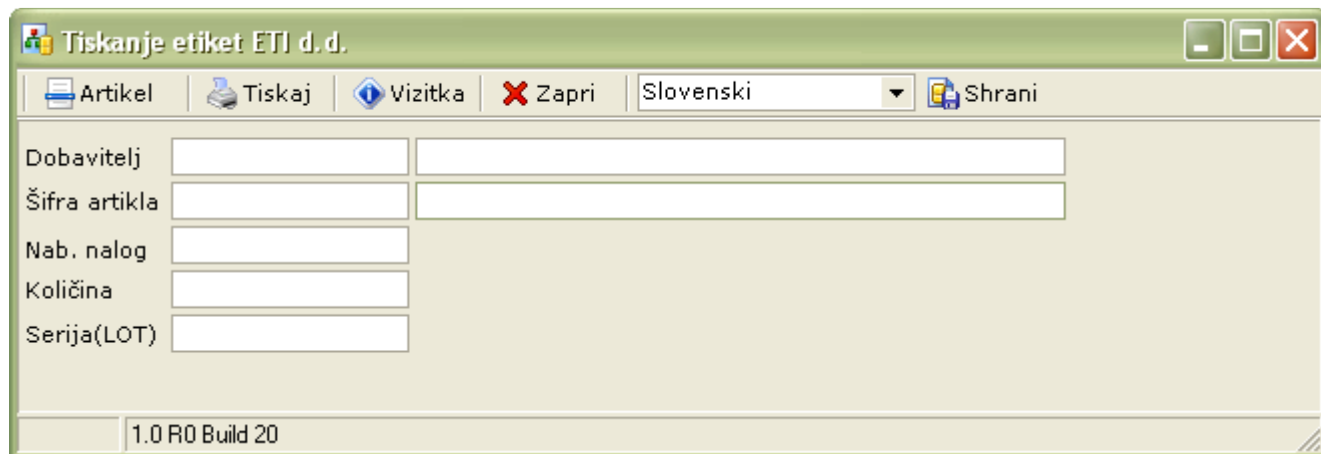 Tiskanje etiket ETI d.d.
Artikel Tiskaj Vizitka Zapri Slovenski Shrani
Dobavitelj
Šifra artikla
Nab. nalog
Količina
Serija(LOT)
1.0 R0 Build 20